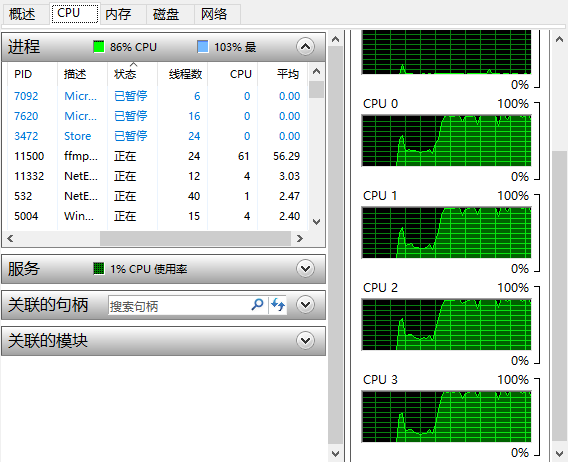 概述 CPU 内存 磁盘 网络
进程 86% CPU 103% 量
PID 描述 状态 线程数 CPU 平均
7092 Micr... 已暂停 6 0 0.00
7620 Micr... 已暂停 16 0 0.00
3472 Store 已暂停 24 0 0.00
11500 ffmp... 正在 24 61 56.29
11332 NetE... 正在 12 4 3.03
532 NetE... 正在 40 1 2.47
5004 Win... 正在 15 4 2.40
服务 1% CPU 使用率
关联的句柄 搜索句柄
关联的模块
0%
CPU 0 100%
0%
CPU 1 100%
0%
CPU 2 100%
0%
CPU 3 100%
0%